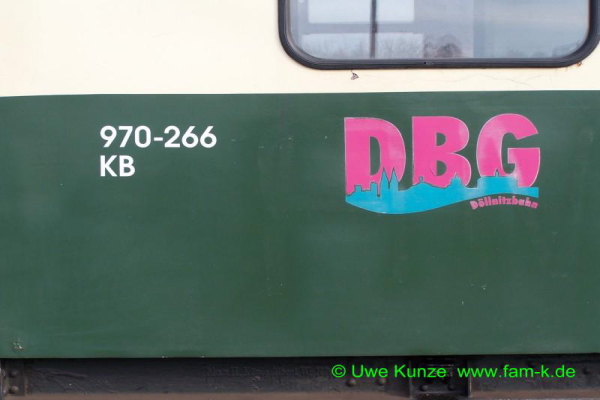 970-266
KB
DBG
Döllnitzbahn
© Uwe Kunze www.fam-k.de